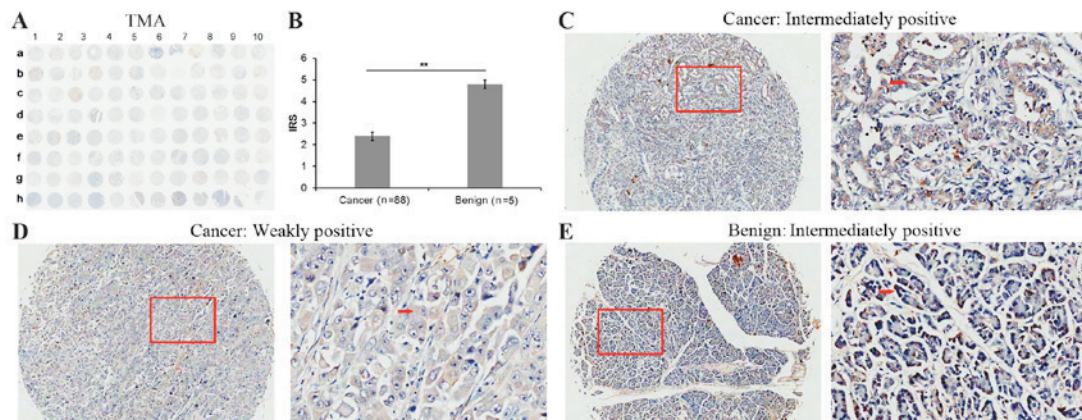 A
TMA
1 2 3 4 5 6 7 8 9 10
a
b
c
d
e
f
g
h
B
**
6
5
4
3
2
1
0
IRS
Cancer (n=88) Benign (n=5)
C
Cancer: Intermediately positive
D
Cancer: Weakly positive
E
Benign: Intermediately positive